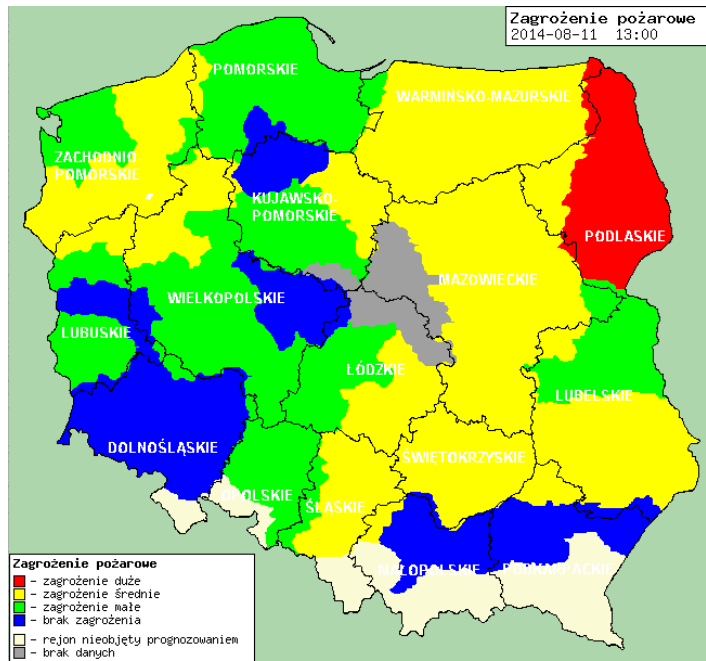 Zagrożenie pożarowe
2014-08-11 13:00
POMORSKIE
WARMIŃSKO-MAZURSKIE
ZACHODNIO-
POMORSKIE
KUJAWSKO-
POMORSKIE
PODLASKIE
MAZOWIECKIE
WIELKOPOLSKIE
LUBUSKIE
ŁÓDZKIE
LUBELSKIE
DOLNOŚLĄSKIE
ŚWIĘTOKRZYSKIE
OPOLSKIE
ŚLĄSKIE
MAŁOPOLSKIE
PODKARPACKIE
Zagrożenie pożarowe
- zagrożenie duże
- zagrożenie średnie
- zagrożenie małe
- brak zagrożenia
- rejon nieobjęty prognozowaniem
- brak danych